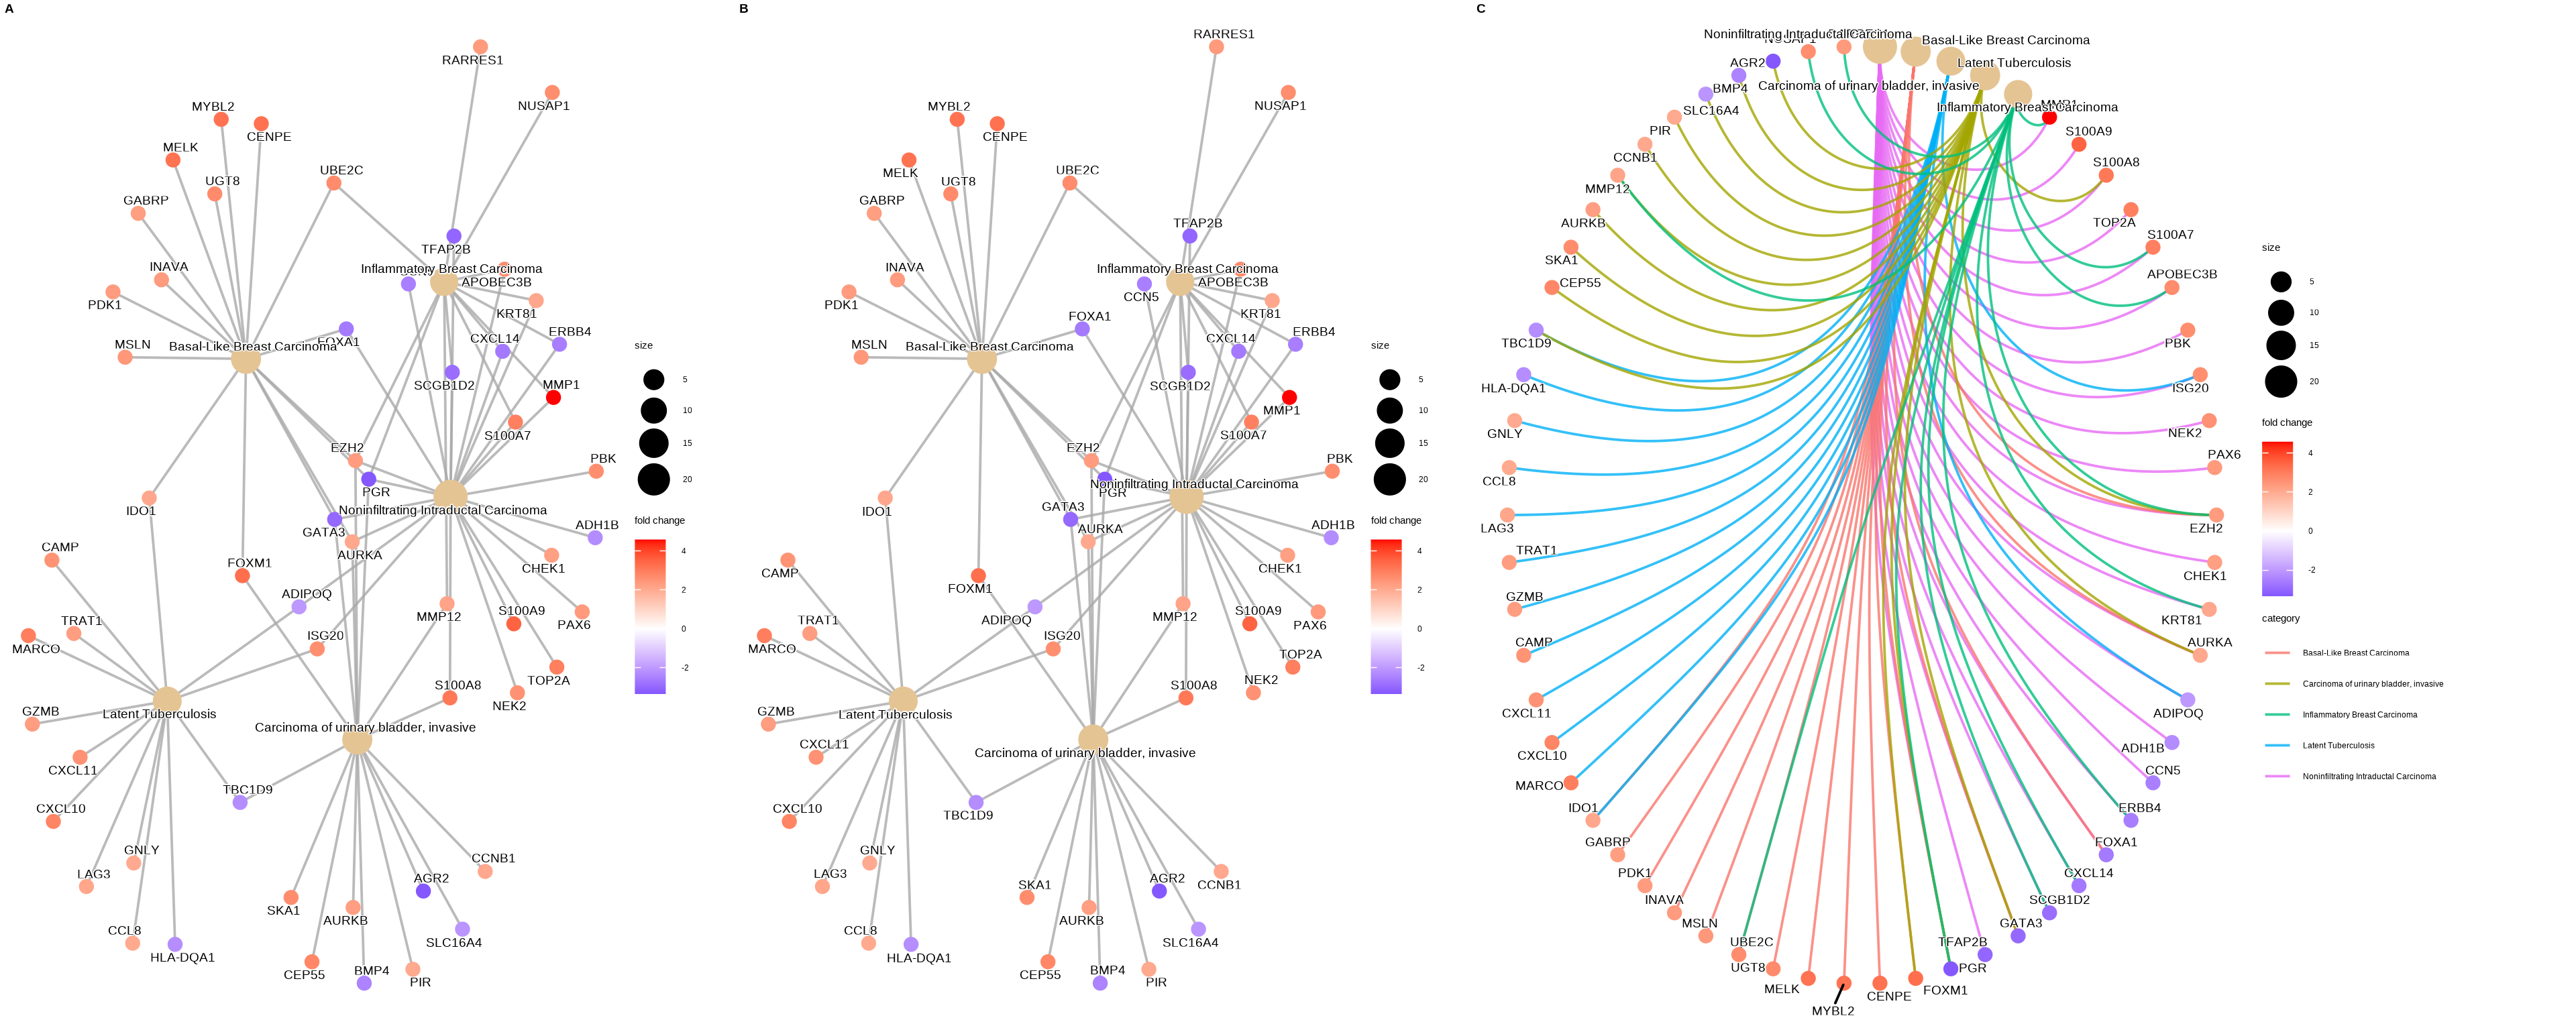 A
RARRES1
NUSAP1
MYBL2
CENPE
MELK
UGT8
UBE2C
GABRP
TFAP2B
INAVA
Inflammatory Breast Carcinoma
APOBEC3B
PDK1
KRT81
ERBB4
FOXA1
CXCL14
MSLN
Basal-Like Breast Carcinoma
SCGB1D2
MMP1
S100A7
EZH2
PBK
PGR
IDO1
Noninfiltrating Intraductal Carcinoma
GATA3
ADH1B
AURKA
CAMP
FOXM1
CHEK1
ADIPOQ
MMP12
S100A9
PAX6
TRAT1
ISG20
MARCO
TOP2A
S100A8
NEK2
GZMB
Latent Tuberculosis
Carcinoma of urinary bladder, invasive
CXCL11
TBC1D9
CXCL10
GNLY
CCNB1
LAG3
AGR2
SKA1
AURKB
CCL8
SLC16A4
HLA-DQA1
CEP55
BMP4
PIR
size
5
10
15
20
fold change
4
2
0
-2
B
RARRES1
NUSAP1
MYBL2
CENPE
MELK
UGT8
UBE2C
GABRP
TFAP2B
INAVA
Inflammatory Breast Carcinoma
APOBEC3B
CCN5
PDK1
KRT81
FOXA1
ERBB4
CXCL14
MSLN
Basal-Like Breast Carcinoma
SCGB1D2
MMP1
S100A7
EZH2
PBK
Noninfiltrating Intraductal Carcinoma
PGR
IDO1
GATA3
ADH1B
AURKA
CAMP
CHEK1
FOXM1
ADIPOQ
MMP12
S100A9
PAX6
TRAT1
ISG20
MARCO
TOP2A
NEK2
S100A8
GZMB
Latent Tuberculosis
CXCL11
Carcinoma of urinary bladder, invasive
CXCL10
TBC1D9
GNLY
LAG3
SKA1
AGR2
CCNB1
AURKB
CCL8
SLC16A4
HLA-DQA1
CEP55
BMP4
PIR
size
5
10
15
20
fold change
4
2
0
-2
C
Noninfiltrating Intraductal Carcinoma
Basal-Like Breast Carcinoma
AGR2
Latent Tuberculosis
BMP4
Carcinoma of urinary bladder, invasive
SLC16A4
Inflammatory Breast Carcinoma
MMP1
PIR
S100A9
CCNB1
S100A8
MMP12
AURKB
TOP2A
SKA1
S100A7
CEP55
APOBEC3B
TBC1D9
PBK
HLA-DQA1
ISG20
GNLY
NEK2
CCL8
PAX6
LAG3
EZH2
TRAT1
CHEK1
GZMB
KRT81
CAMP
AURKA
CXCL11
ADIPOQ
CXCL10
ADH1B
MARCO
CCN5
IDO1
ERBB4
GABRP
FOXA1
PDK1
CXCL14
INAVA
SCGB1D2
MSLN
GATA3
UBE2C
TFAP2B
UGT8
PGR
MELK
MYBL2
CENPE
FOXM1
size
5
10
15
20
fold change
4
2
0
-2
category
Basal-Like Breast Carcinoma
Carcinoma of urinary bladder, invasive
Inflammatory Breast Carcinoma
Latent Tuberculosis
Noninfiltrating Intraductal Carcinoma